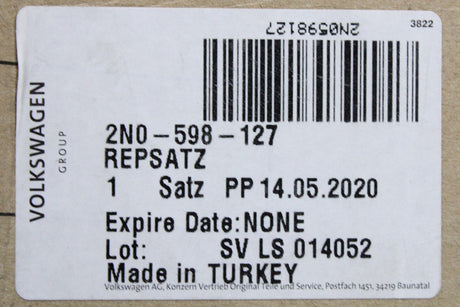 3822
2N0598127
VOLKSWAGEN
GROUP
2N0-598-127
REPSATZ
1 Satz PP 14.05.2020
Expire Date:NONE
Lot: SV LS 014052
Made in TURKEY
Volkswagen AG, Konzern Vertrieb Original Teile und Service, Postfach 1451, 34219 Baunatal